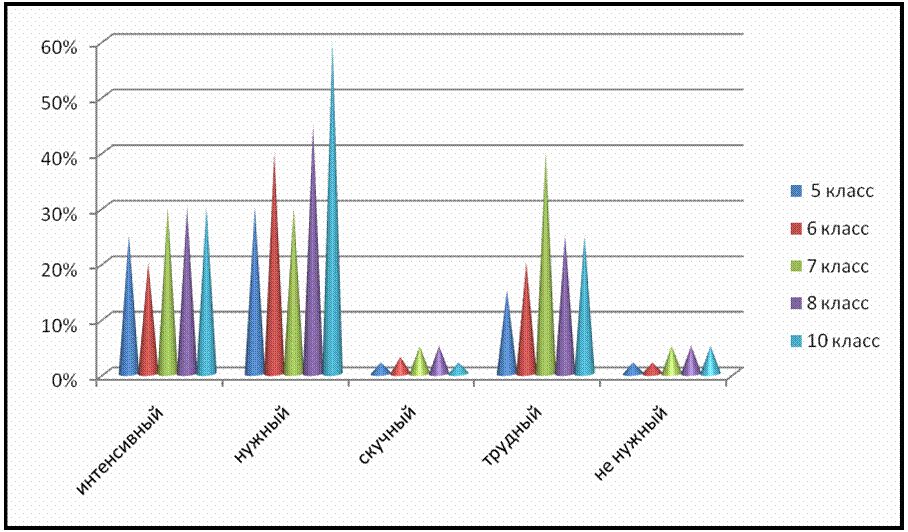 60%
50%
40%
30%
20%
10%
0%
интенсивный
нужный
скучный
трудный
не нужный
5 класс
6 класс
7 класс
8 класс
10 класс